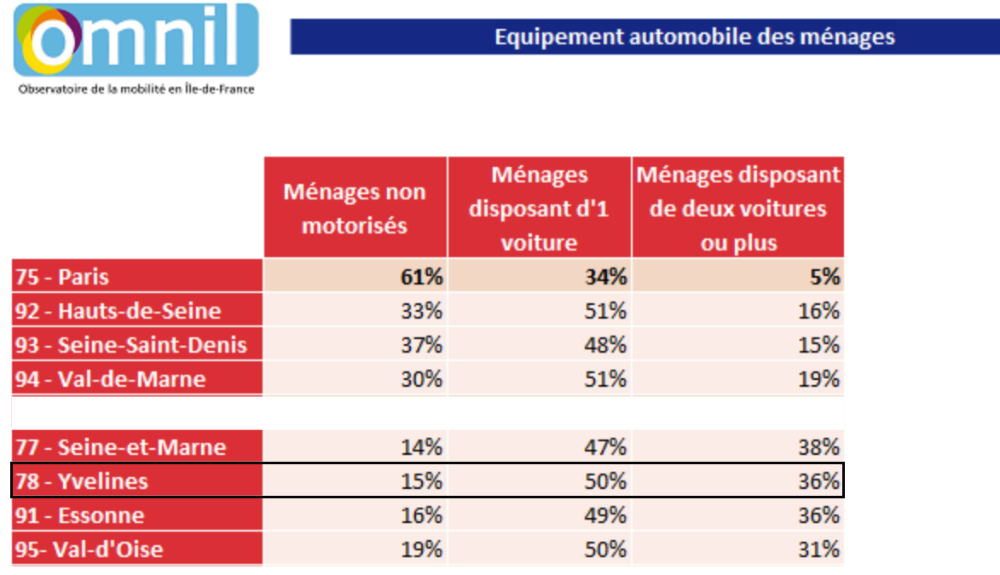 omnil
Observatoire de la mobilité en Île-de-France
Equipement automobile des ménages
Ménages non
motorisés
Ménages
disposant d'1
voiture
Ménages disposant
de deux voitures
ou plus
75 - Paris 61% 34% 5%
92 - Hauts-de-Seine 33% 51% 16%
93 - Seine-Saint-Denis 37% 48% 15%
94 - Val-de-Marne 30% 51% 19%
77 - Seine-et-Marne 14% 47% 38%
78 - Yvelines 15% 50% 36%
91 - Essonne 16% 49% 36%
95- Val-d'Oise 19% 50% 31%